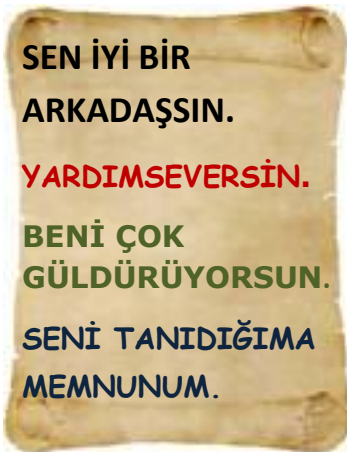 SEN İYİ BİR
ARKADAŞSIN.
YARDIMSEVERSİN.
BENİ ÇOK
GÜLDÜRÜYORSUN.
SENİ TANIDIĞIMA
MEMNUNUM.